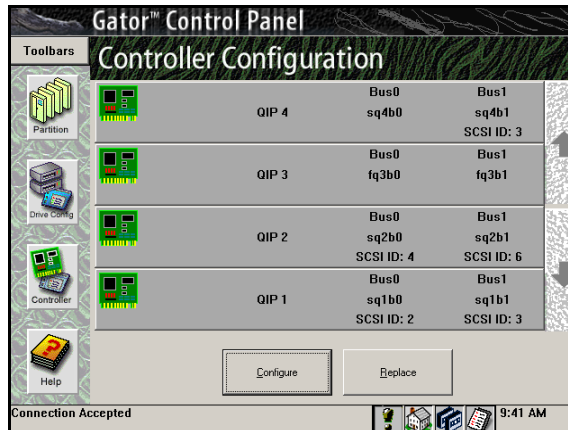 Gator™ Control Panel
Toolbars
Controller Configuration
Partition
Drive Config
Controller
Help
Bus0 Bus1
QIP 4 sq4b0 sq4b1
SCSI ID: 3
Bus0 Bus1
QIP 3 fq3b0 fq3b1
Bus0 Bus1
QIP 2 sq2b0 sq2b1
SCSI ID: 4 SCSI ID: 6
Bus0 Bus1
QIP 1 sq1b0 sq1b1
SCSI ID: 2 SCSI ID: 3
Configure Replace
Connection Accepted 9:41 AM